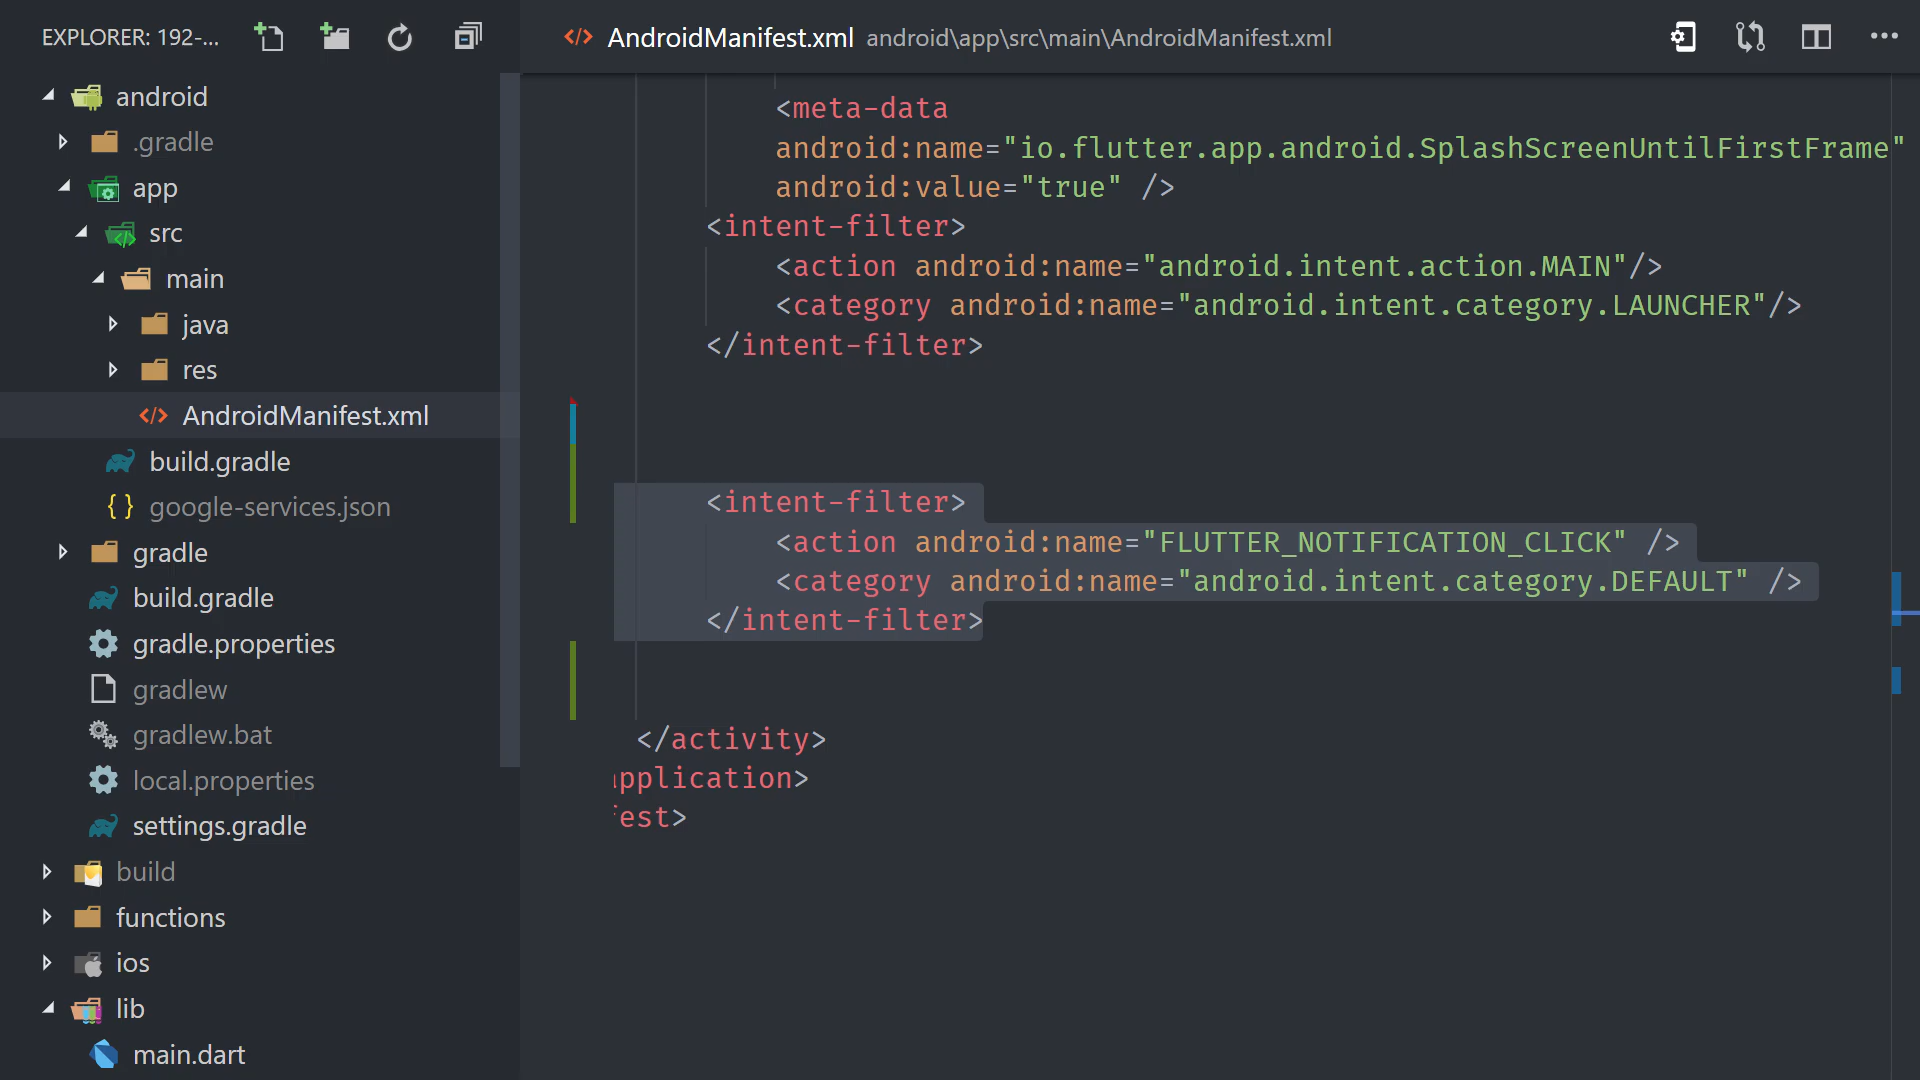 EXPLORER: 192-...
android
.gradle
app
src
main
java
res
AndroidManifest.xml
build.gradle
google-services.json
gradle
build.gradle
gradle.properties
gradlew
gradlew.bat
local.properties
settings.gradle
build
functions
ios
lib
main.dart
AndroidManifest.xml android\app\src\main\AndroidManifest.xml
<meta-data
android:name="io.flutter.app.android.SplashScreenUntilFirstFrame"
android:value="true" />
<intent-filter>
<action android:name="android.intent.action.MAIN"/>
<category android:name="android.intent.category.LAUNCHER"/>
</intent-filter>
<intent-filter>
<action android:name="FLUTTER_NOTIFICATION_CLICK" />
<category android:name="android.intent.category.DEFAULT" />
</intent-filter>
</activity>
pplication>
est>